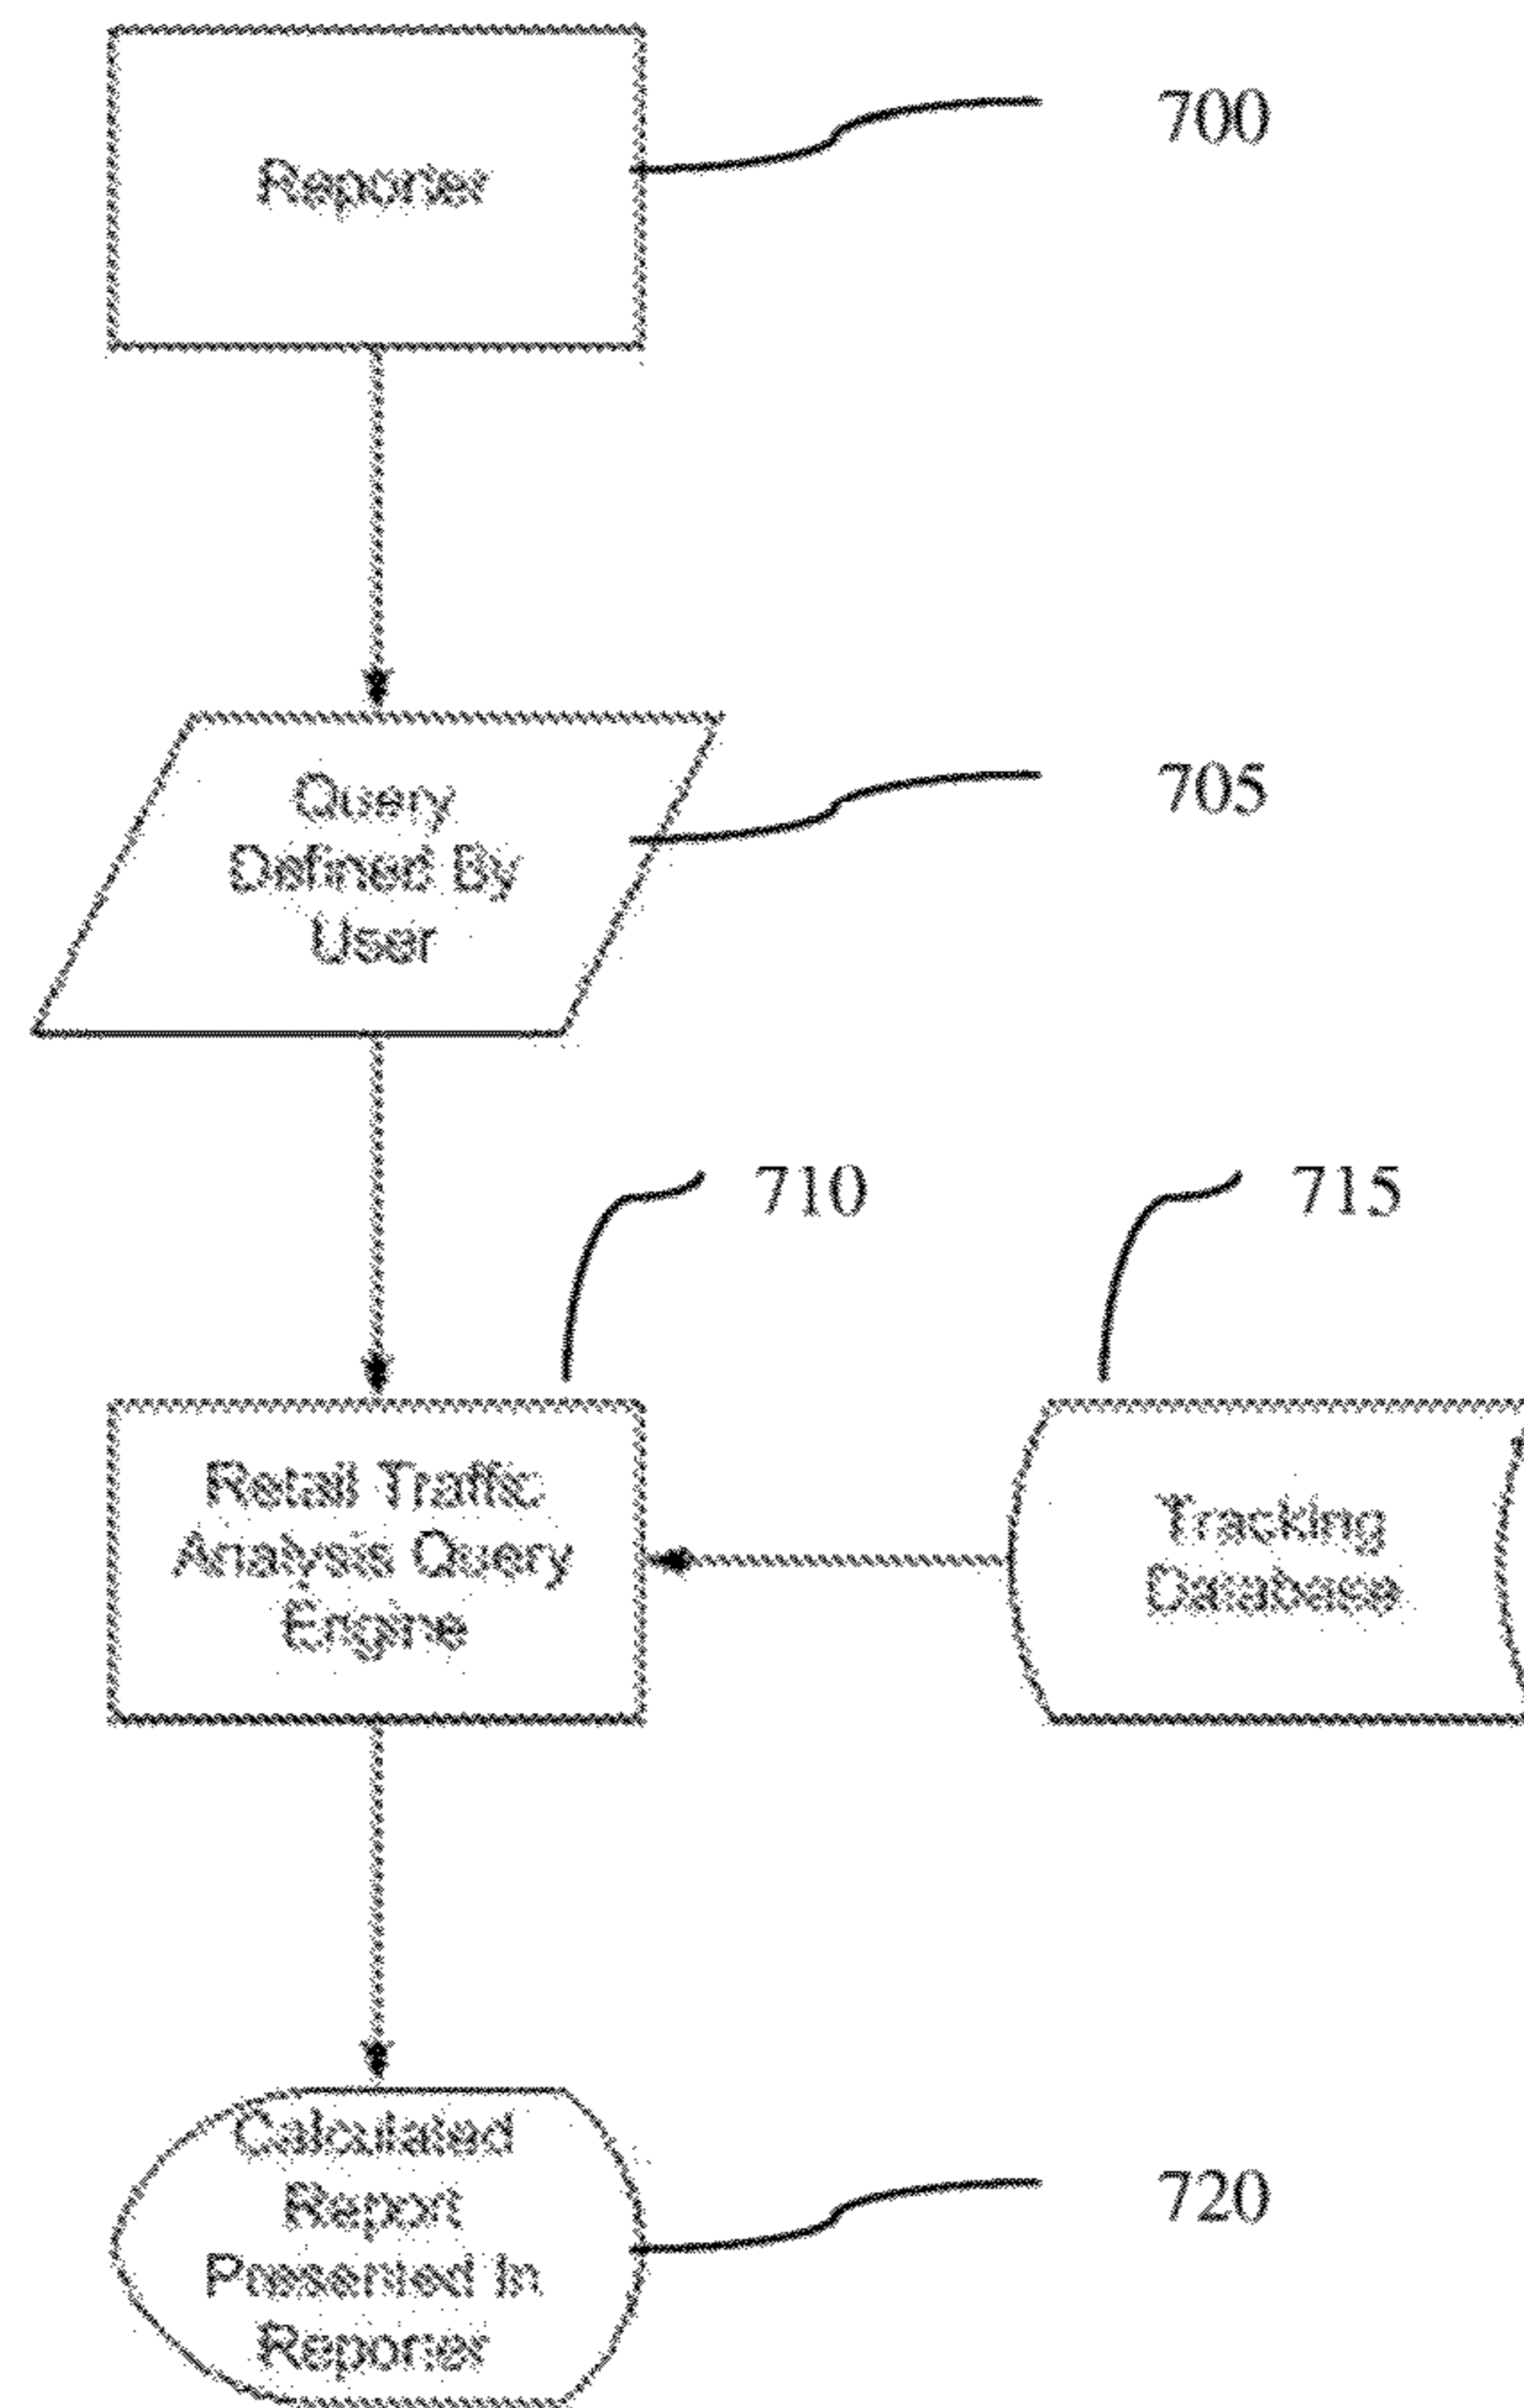 Reporter
700
Query
Defined By
User
705
710
715
Retail Traffic
Analysis Query
Engine
Tracking
Database
Calculated
Report
Presented In
Reporter
720